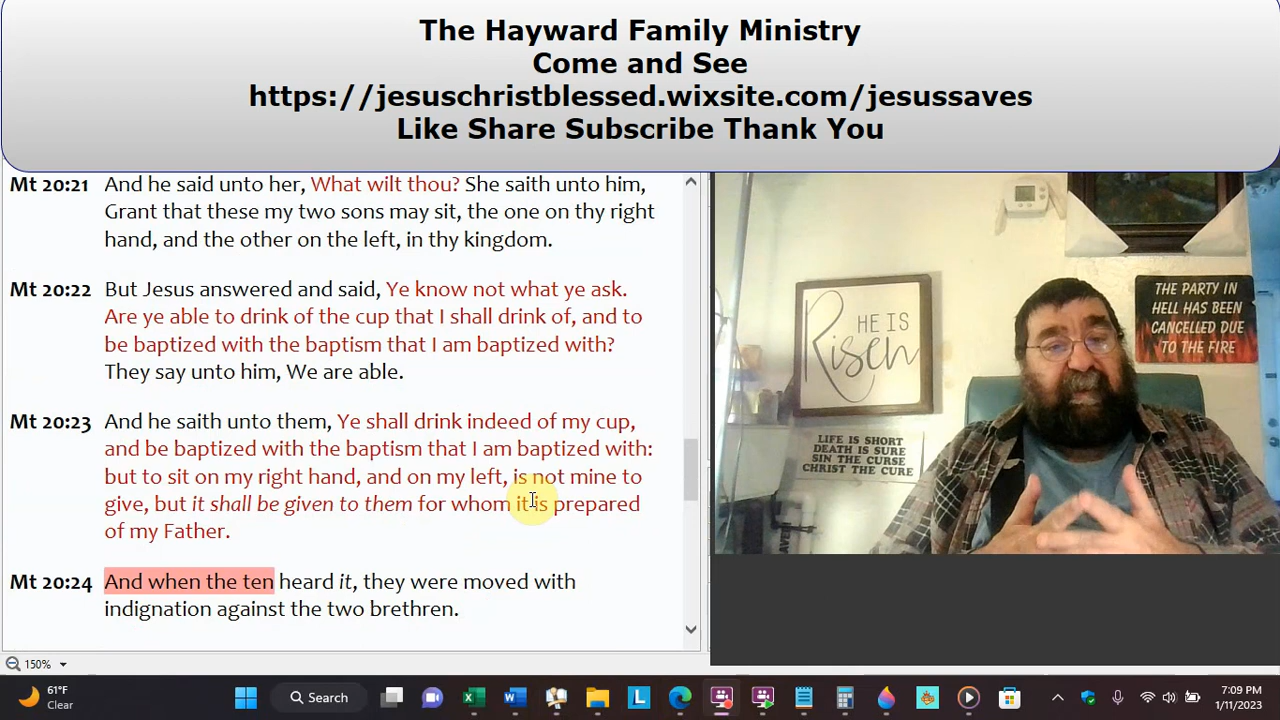 The Hayward Family Ministry
Come and See
https://jesuschristblessed.wixsite.com/jesussaves
Like Share Subscribe Thank You
Mt 20:21 And he said unto her, What wilt thou? She saith unto him,
Grant that these my two sons may sit, the one on thy right
hand, and the other on the left, in thy kingdom.
Mt 20:22 But Jesus answered and said, Ye know not what ye ask.
Are ye able to drink of the cup that I shall drink of, and to
be baptized with the baptism that I am baptized with?
They say unto him, We are able.
Mt 20:23 And he saith unto them, Ye shall drink indeed of my cup,
and be baptized with the baptism that I am baptized with:
but to sit on my right hand, and on my left, is not mine to
give, but it shall be given to them for whom it is prepared
of my Father.
Mt 20:24 And when the ten heard it, they were moved with
indignation against the two brethren.
HE IS
Risen
THE PARTY IN
HELL HAS BEEN
CANCELLED DUE
TO THE FIRE
LIFE IS SHORT
DEATH IS SURE
SIN THE CURSE
CHRIST THE CURE
150%
61°F
Clear
Search
7:09 PM
1/11/2023